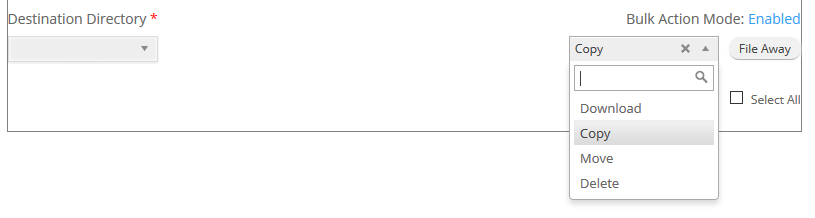 Destination Directory *
Bulk Action Mode: Enabled
Copy
File Away
Select All
Download
Copy
Move
Delete